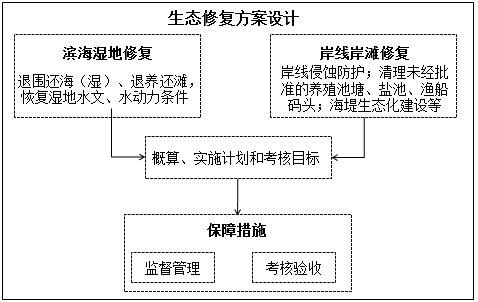 生态修复方案设计
滨海湿地修复
退围还海（湿）、退养还滩，
恢复湿地水文、水动力条件
岸线岸滩修复
岸线侵蚀防护；清理未经批
准的养殖池塘、盐池、渔船
码头；海堤生态化建设等
概算、实施计划和考核目标
保障措施
监督管理
考核验收